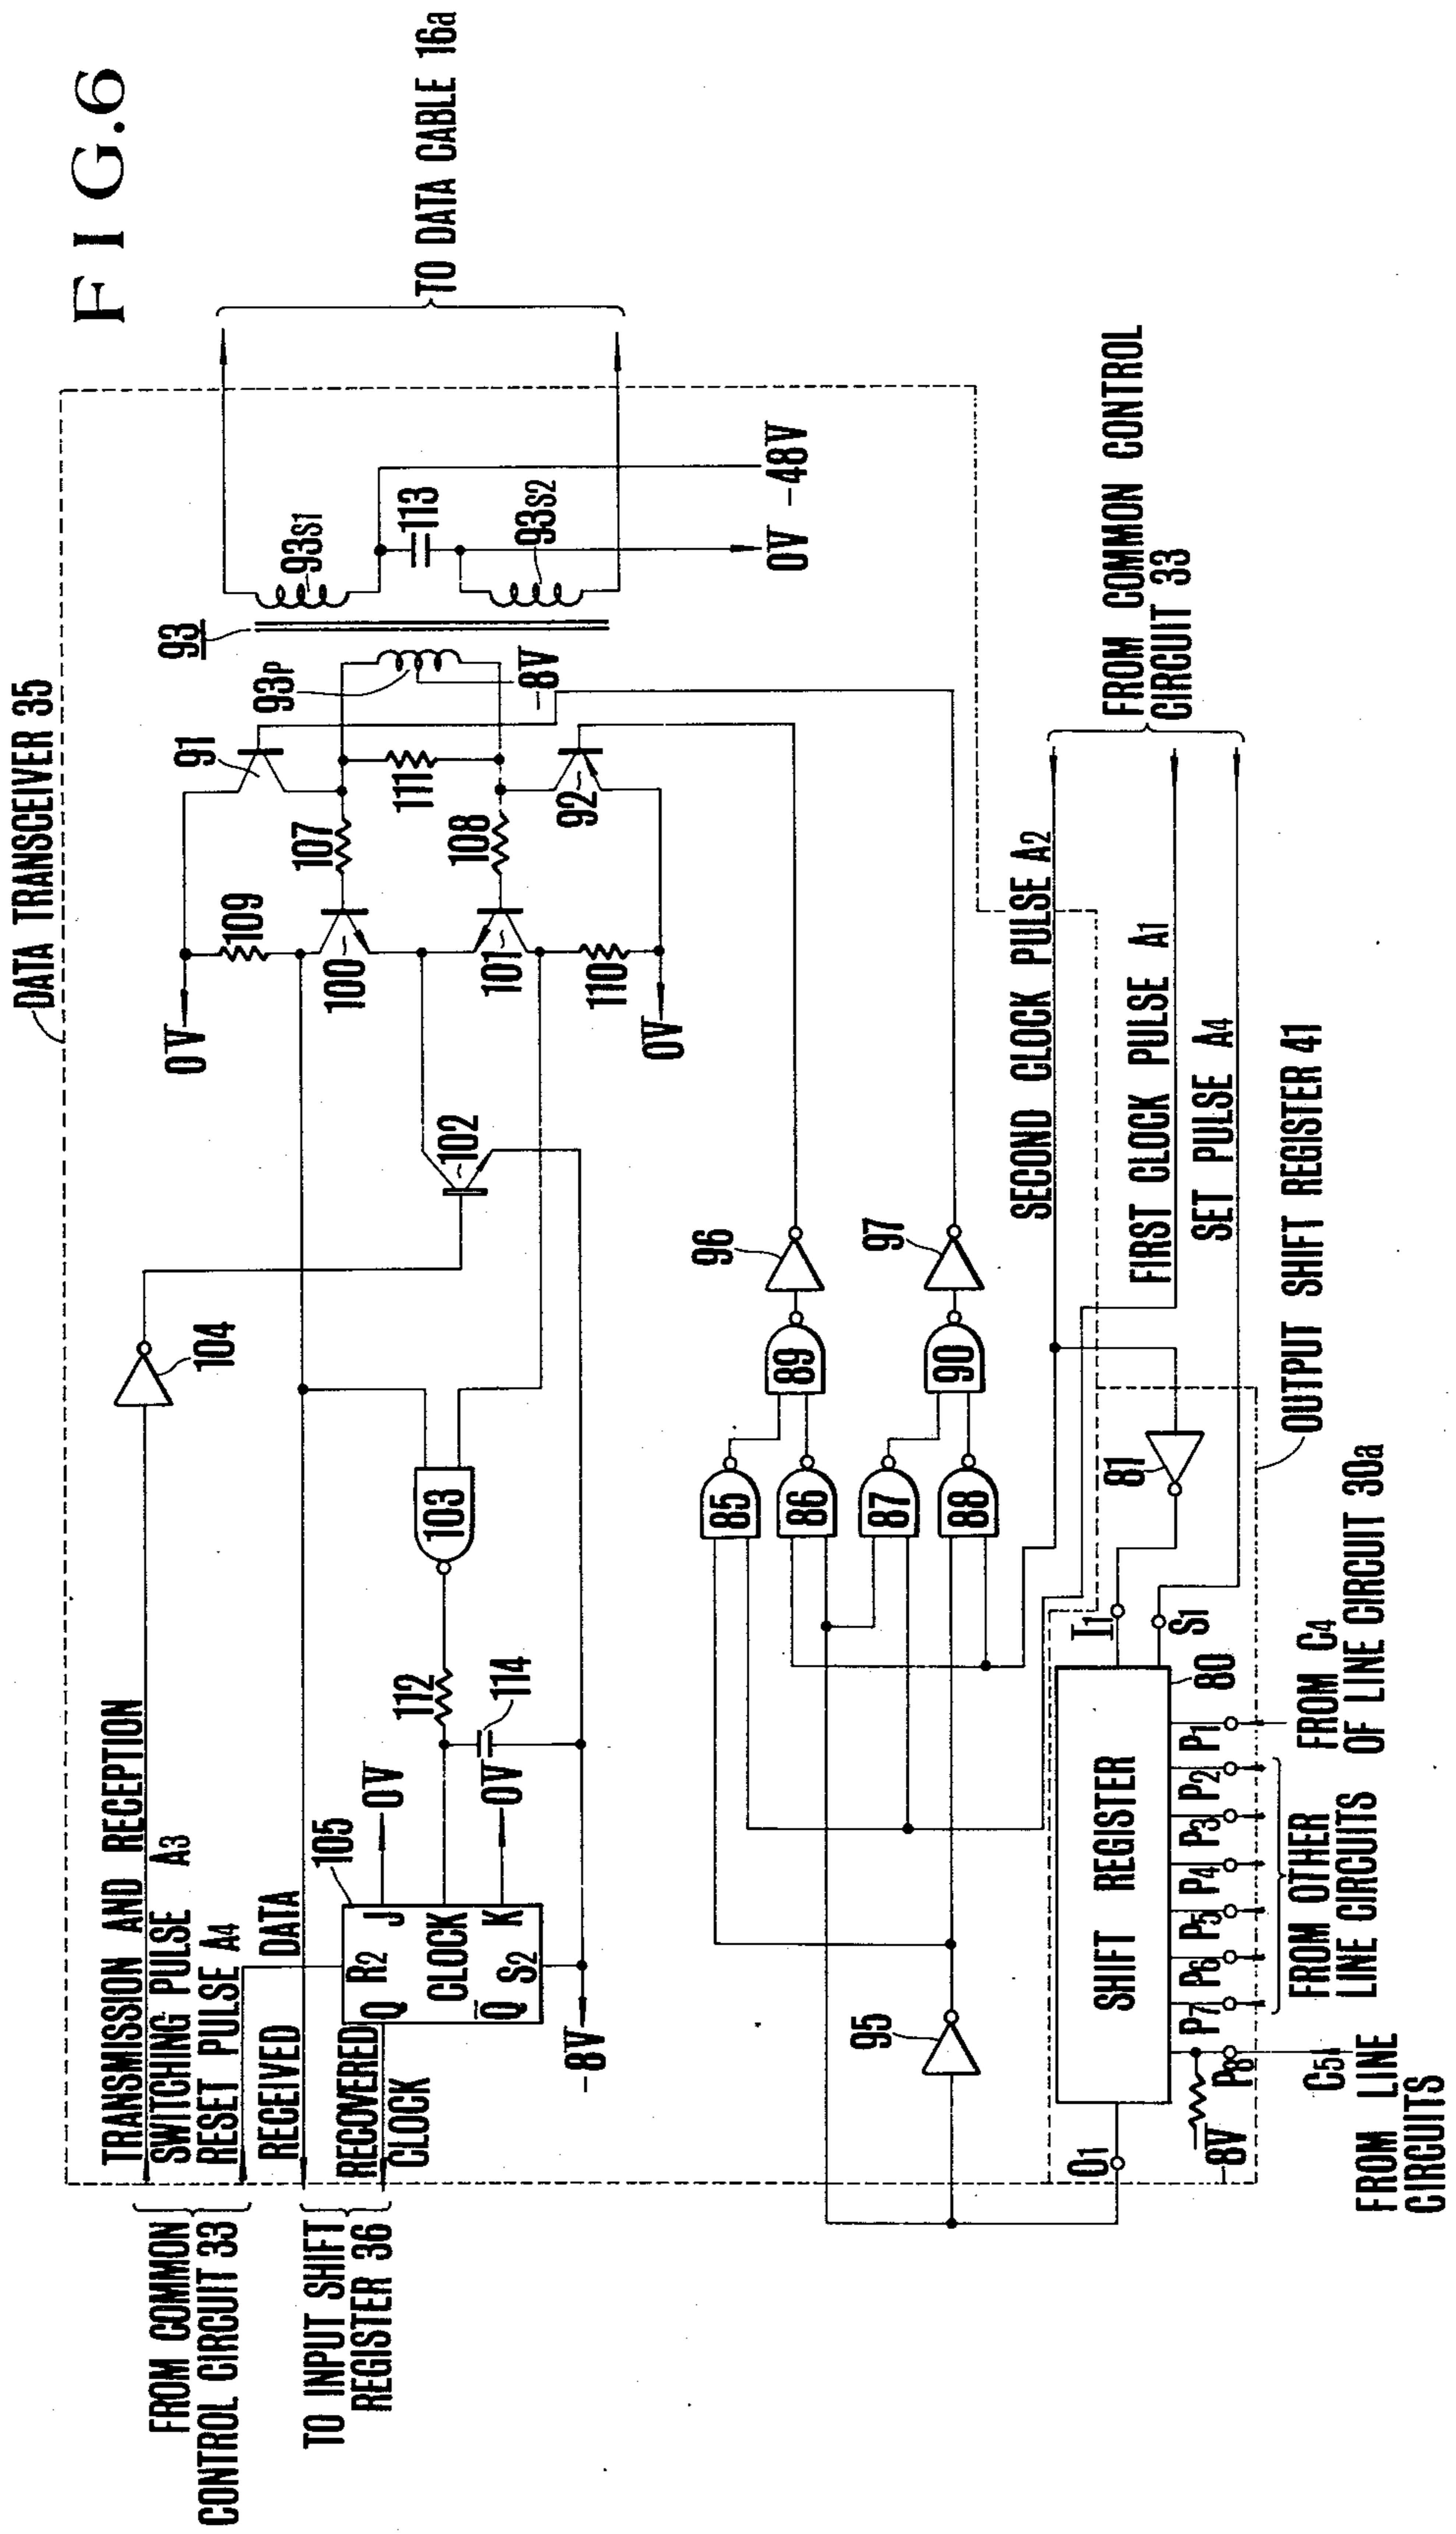 FIG.6
DATA TRANSCEIVER 35
FROM COMMON
CONTROL CIRCUIT 33
TRANSMISSION AND RECEPTION
SWITCHING PULSE A3
RESET PULSE A4
TO INPUT SHIFT
REGISTER 36
RECEIVED DATA
RECOVERED
CLOCK
105
R2
J
Q
CLOCK
Q̅
K
S2
0V
0V
-8V
112
114
103
104
102
0V
109
100
101
110
0V
107
108
91
111
92
93P
-8V
93
93S1
113
93S2
0V
-48V
TO DATA CABLE 16a
95
85
86
87
88
89
90
96
97
SECOND CLOCK PULSE A2
FIRST CLOCK PULSE A1
SET PULSE A4
FROM COMMON CONTROL
CIRCUIT 33
81
OUTPUT SHIFT REGISTER 41
O1
SHIFT REGISTER
80
I1
S1
-8V
P8
P7
P6
P5
P4
P3
P2
P1
C5
FROM LINE
CIRCUITS
FROM OTHER
LINE CIRCUITS
FROM C4
OF LINE CIRCUIT 30a